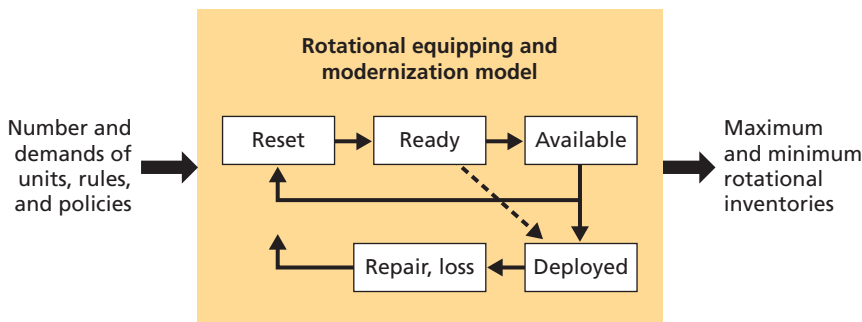 Rotational equipping and
modernization model
Number and
demands of
units, rules,
and policies
Reset
Ready
Available
Repair, loss
Deployed
Maximum
and minimum
rotational
inventories